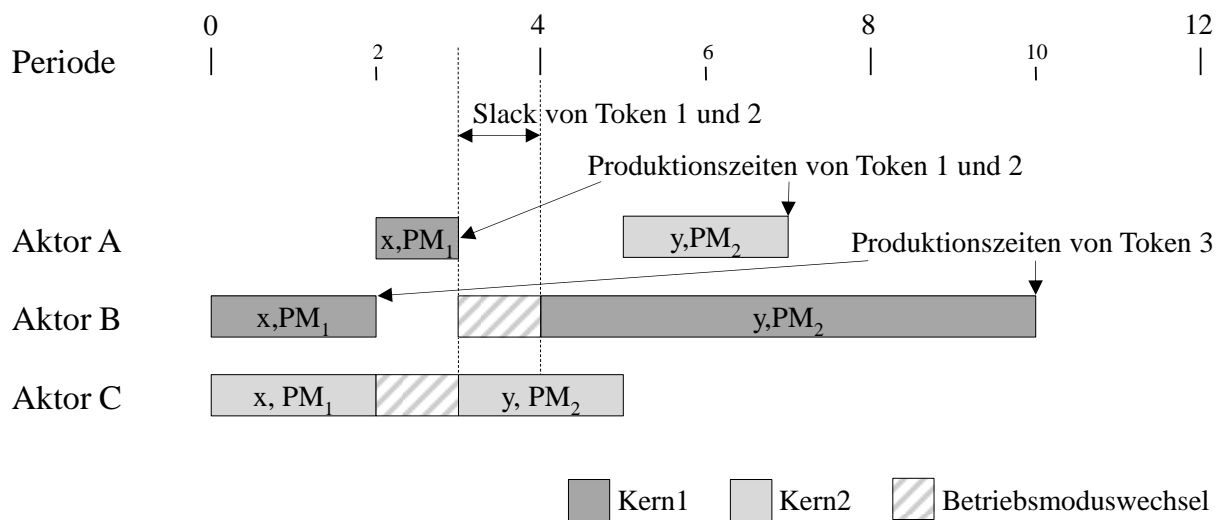 0 4 8 12
Periode 2 6 10
Slack von Token 1 und 2
Produktionszeiten von Token 1 und 2
Aktor A x,PM1 y,PM2 Produktionszeiten von Token 3
Aktor B x,PM1 y,PM2
Aktor C x, PM1 y, PM2
Kern1 Kern2 Betriebsmoduswechsel